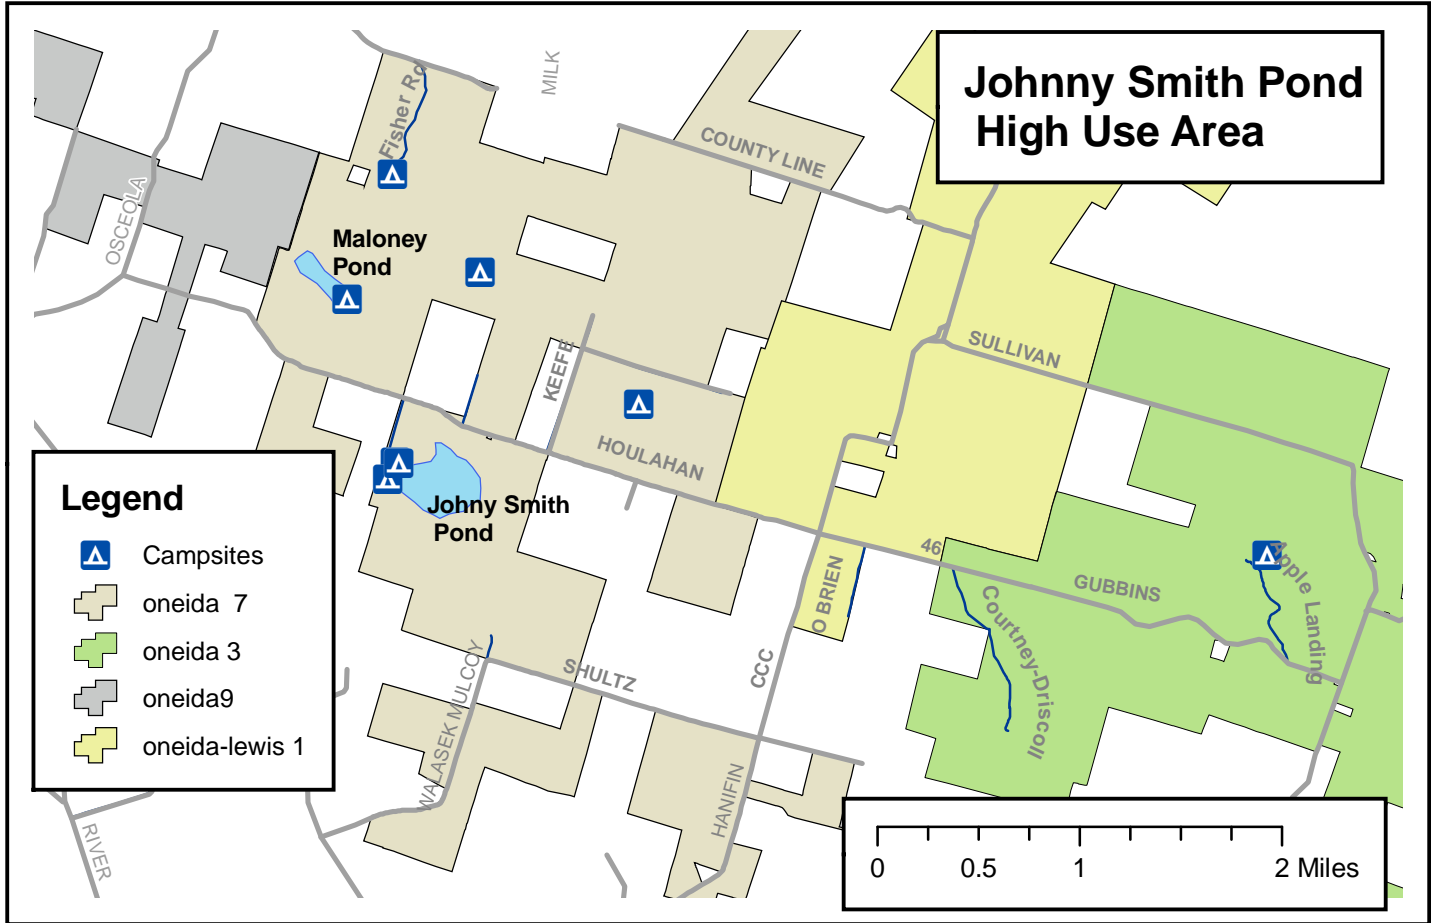 Johnny Smith Pond
High Use Area
MILK
Fisher Rd
COUNTY LINE
OSCEOLA
Maloney
Pond
SULLIVAN
KEEFE
HOULAHAN
Johny Smith
Pond
46
O BRIEN
GUBBINS
Apple Landing
Courtney-Driscoll
CCC
SHULTZ
WALASEK MULCOY
HANIFIN
RIVER
Legend
Campsites
oneida 7
oneida 3
oneida9
oneida-lewis 1
0 0.5 1 2 Miles